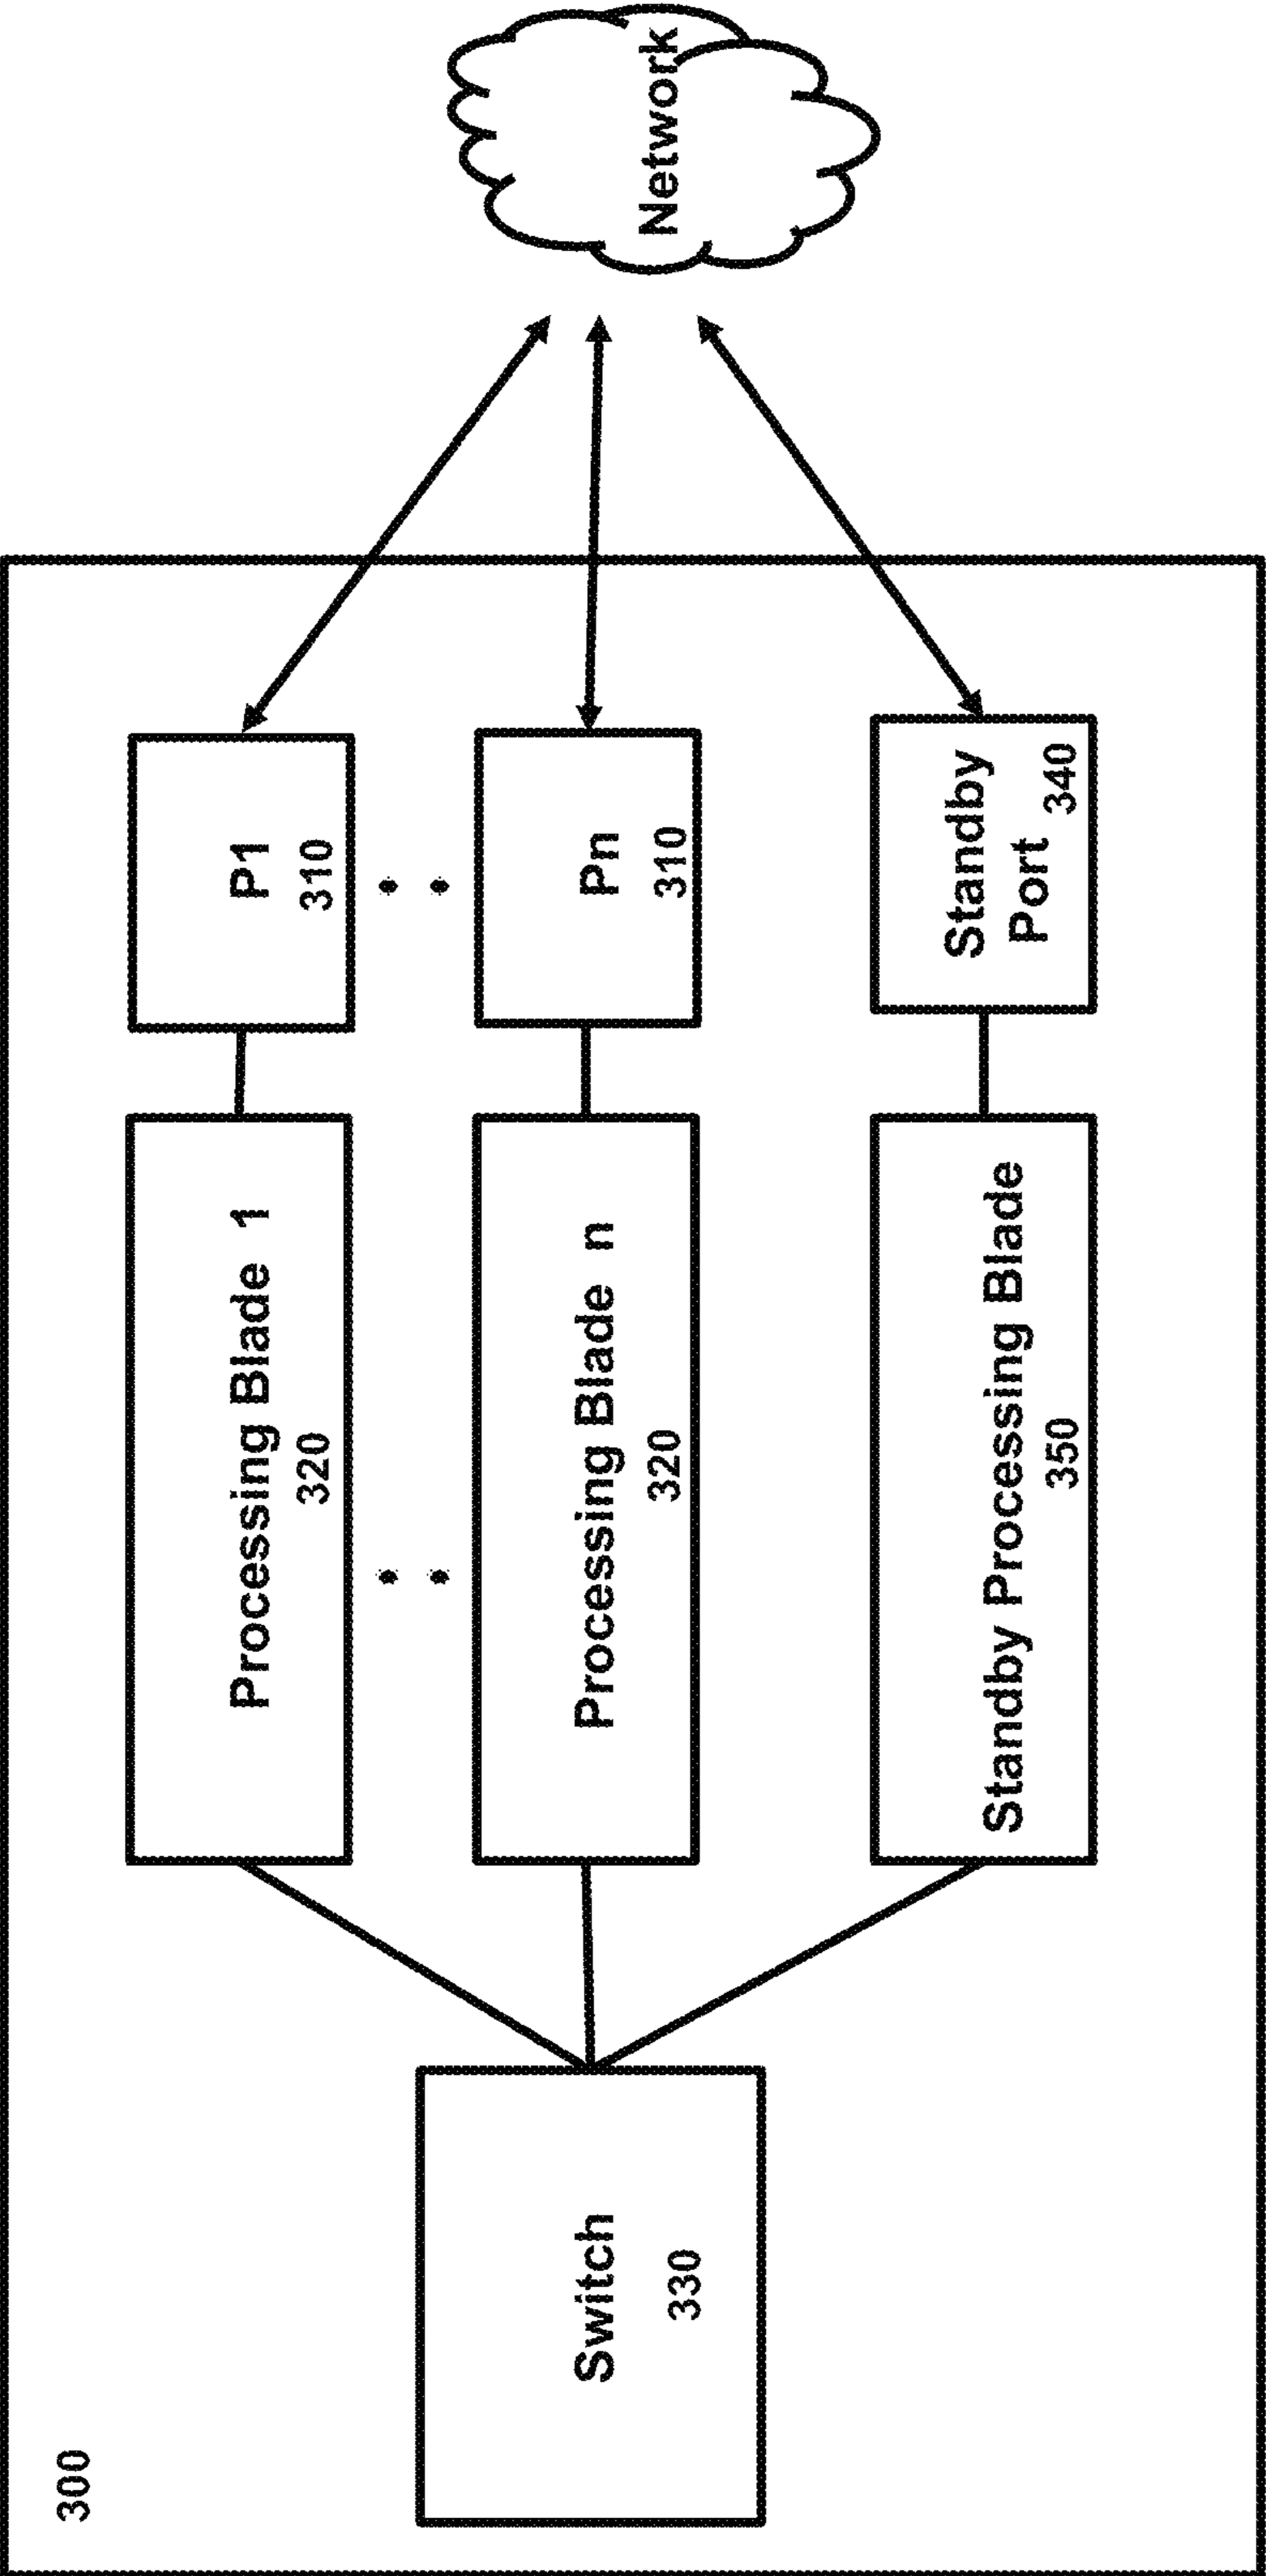 300
Switch
330
Processing Blade 1
320
Processing Blade n
320
Standby Processing Blade
350
P1
310
Pn
310
Standby
Port
340
Network